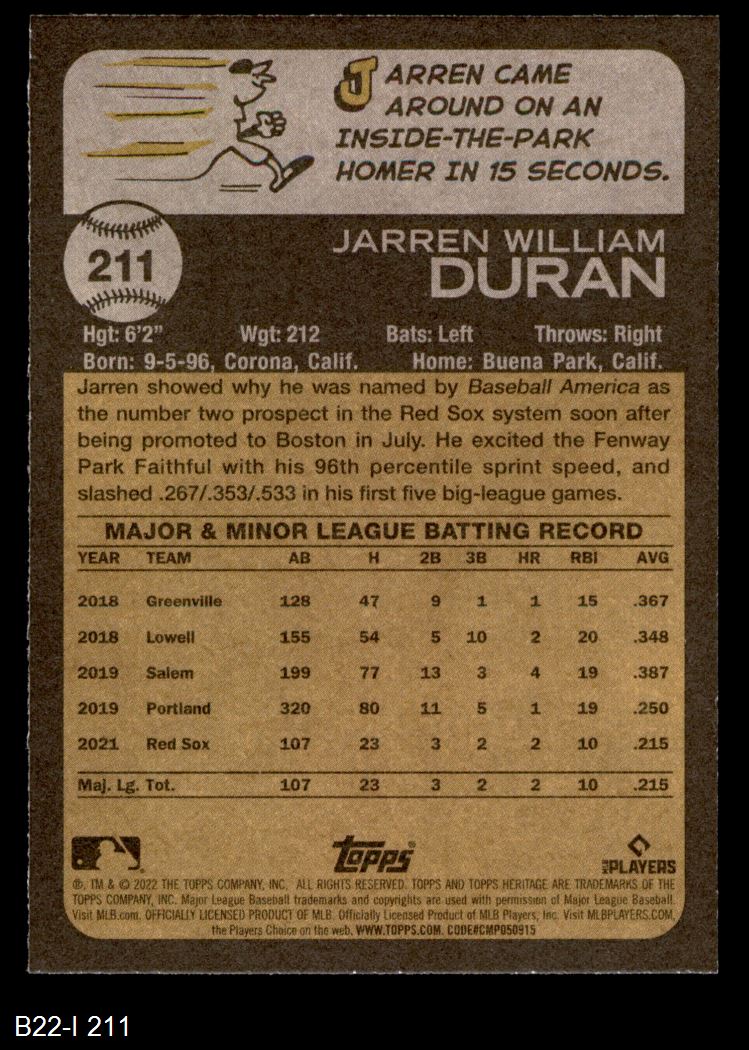 JARREN CAME
AROUND ON AN
INSIDE-THE-PARK
HOMER IN 15 SECONDS.
211
JARREN WILLIAM
DURAN
Hgt: 6'2" Wgt: 212 Bats: Left Throws: Right
Born: 9-5-96, Corona, Calif. Home: Buena Park, Calif.
Jarren showed why he was named by Baseball America as
the number two prospect in the Red Sox system soon after
being promoted to Boston in July. He excited the Fenway
Park Faithful with his 96th percentile sprint speed, and
slashed .267/.353/.533 in his first five big-league games.
MAJOR & MINOR LEAGUE BATTING RECORD
YEAR TEAM AB H 2B 3B HR RBI AVG
2018 Greenville 128 47 9 1 1 15 .367
2018 Lowell 155 54 5 10 2 20 .348
2019 Salem 199 77 13 3 4 19 .387
2019 Portland 320 80 11 5 1 19 .250
2021 Red Sox 107 23 3 2 2 10 .215
Maj. Lg. Tot. 107 23 3 2 2 10 .215
topps
MLB PLAYERS
®, TM & © 2022 THE TOPPS COMPANY, INC. ALL RIGHTS RESERVED. TOPPS AND TOPPS HERITAGE ARE TRADEMARKS OF THE
TOPPS COMPANY, INC. Major League Baseball trademarks and copyrights are used with permission of Major League Baseball.
Visit MLB.com. OFFICIALLY LICENSED PRODUCT OF MLB. Officially Licensed Product of MLB Players, Inc. Visit MLBPLAYERS.COM,
the Players Choice on the web. WWW.TOPPS.COM. CODE#CMP050915
B22-I 211